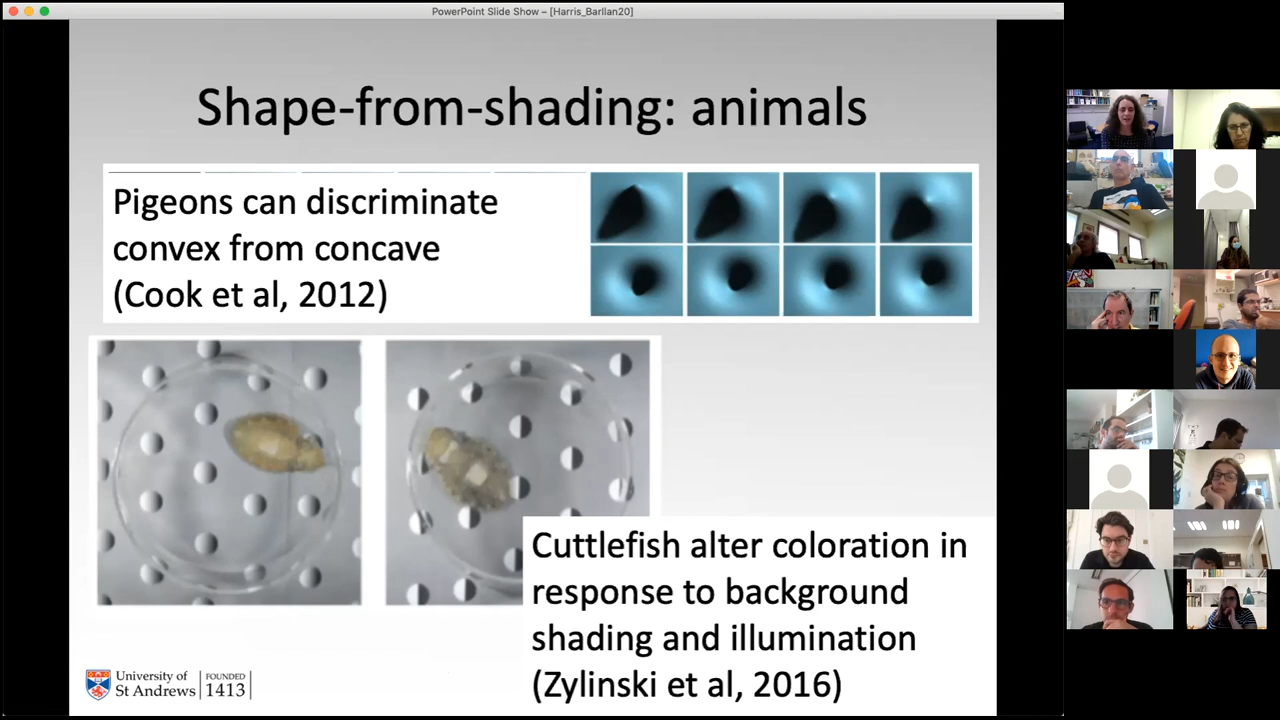 PowerPoint Slide Show – [Harris_BarIlan20]
Shape-from-shading: animals
Pigeons can discriminate
convex from concave
(Cook et al, 2012)
Cuttlefish alter coloration in
response to background
shading and illumination
(Zylinski et al, 2016)
University of
St Andrews
FOUNDED
1413